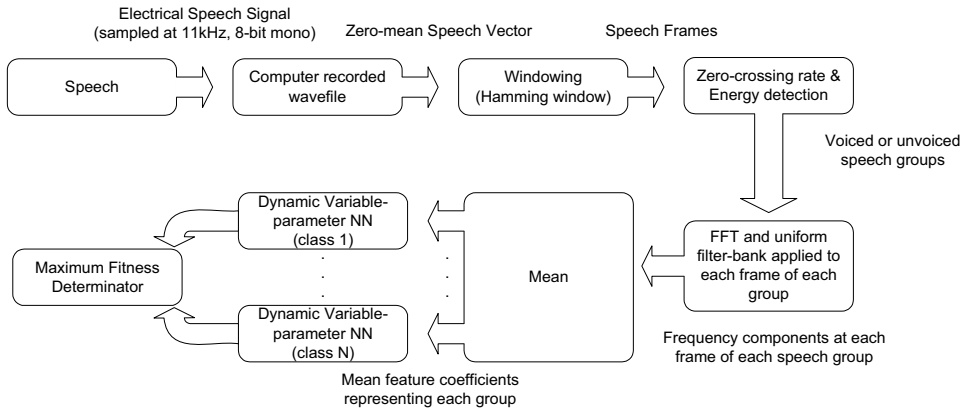 Electrical Speech Signal
(sampled at 11kHz, 8-bit mono)
Zero-mean Speech Vector
Speech Frames
Speech
Computer recorded
wavefile
Windowing
(Hamming window)
Zero-crossing rate &
Energy detection
Voiced or unvoiced
speech groups
FFT and uniform
filter-bank applied to
each frame of each
group
Frequency components at each
frame of each speech group
Mean
Mean feature coefficients
representing each group
Dynamic Variable-
parameter NN
(class 1)
.
.
.
.
.
.
Dynamic Variable-
parameter NN
(class N)
Maximum Fitness
Determinator